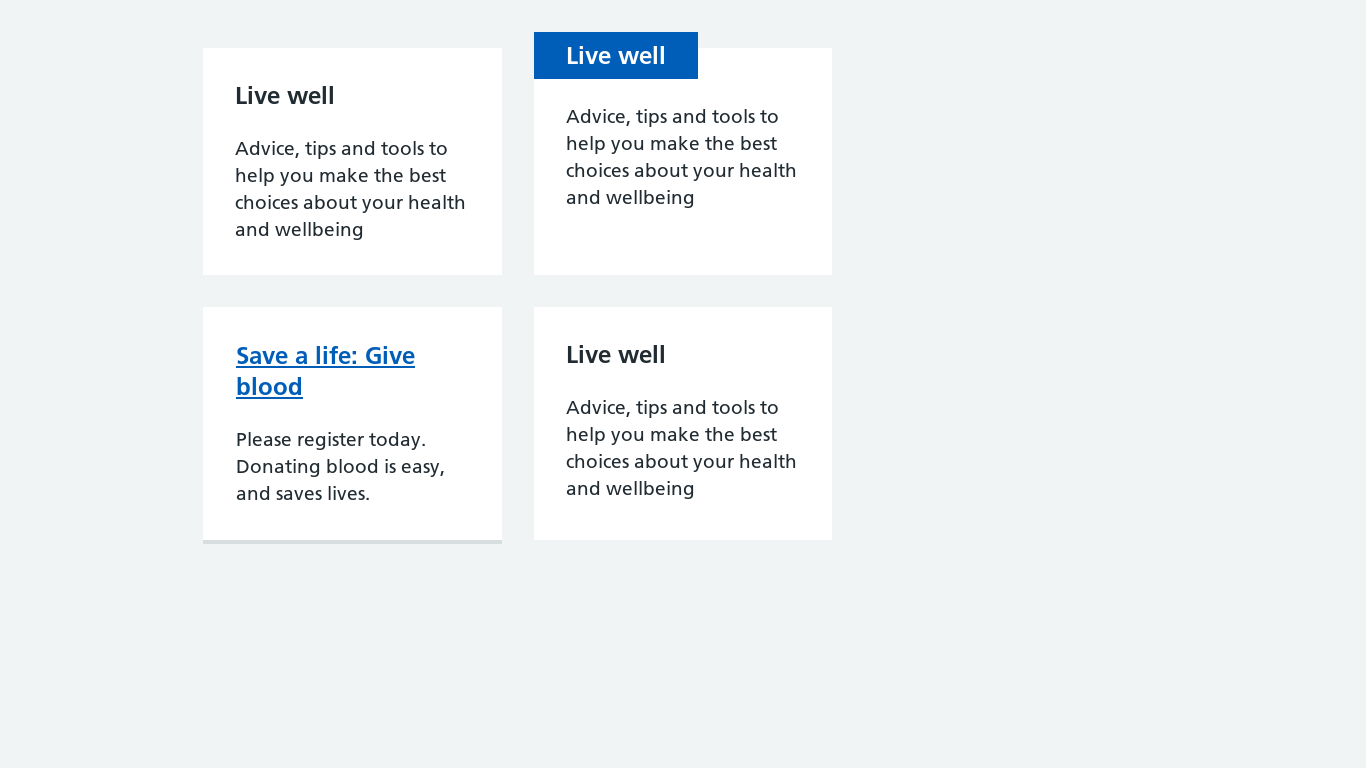 Live well
Advice, tips and tools to
help you make the best
choices about your health
and wellbeing
Live well
Advice, tips and tools to
help you make the best
choices about your health
and wellbeing
Save a life: Give
blood
Please register today.
Donating blood is easy,
and saves lives.
Live well
Advice, tips and tools to
help you make the best
choices about your health
and wellbeing